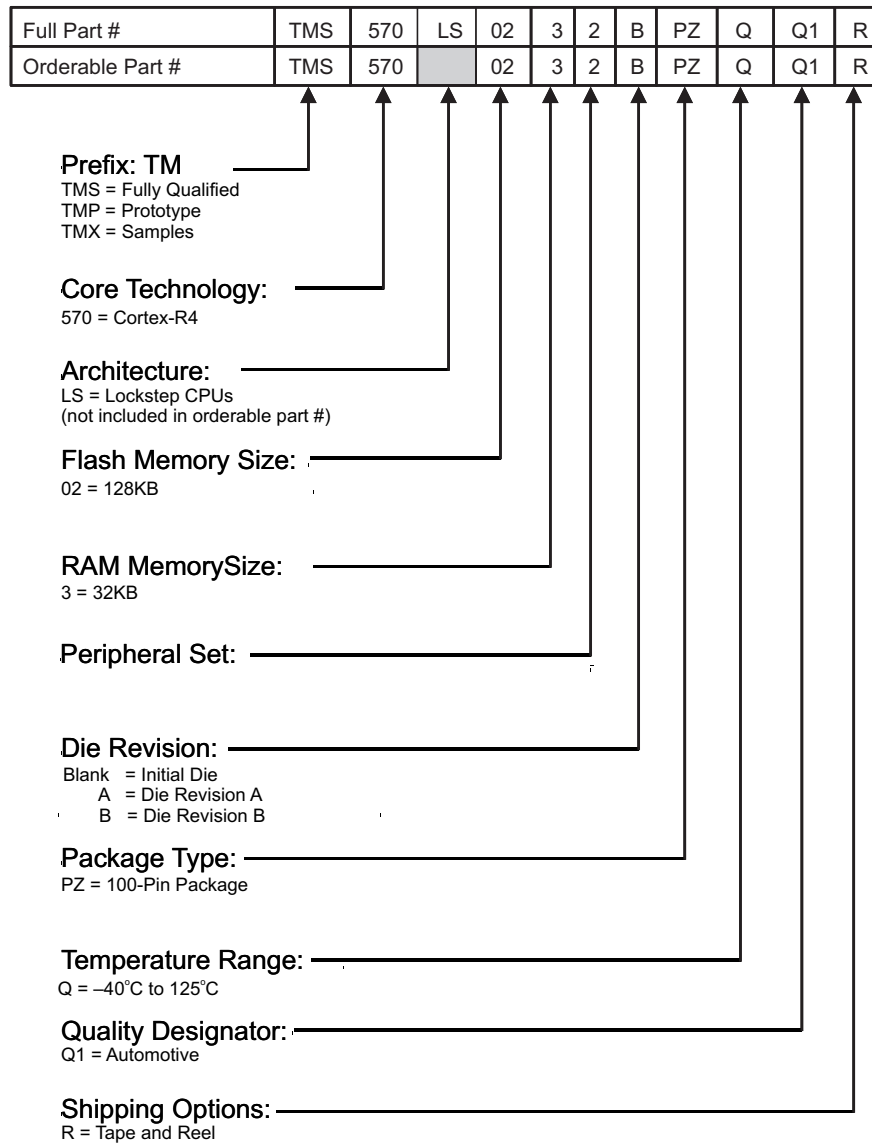 Full Part # TMS 570 LS 02 3 2 B PZ Q Q1 R
Orderable Part # TMS 570 02 3 2 B PZ Q Q1 R
Prefix: TM
TMS = Fully Qualified
TMP = Prototype
TMX = Samples
Core Technology:
570 = Cortex-R4
Architecture:
LS = Lockstep CPUs
(not included in orderable part #)
Flash Memory Size:
02 = 128KB
RAM MemorySize:
3 = 32KB
Peripheral Set:
Die Revision:
Blank = Initial Die
A = Die Revision A
B = Die Revision B
Package Type:
PZ = 100-Pin Package
Temperature Range:
Q = –40°C to 125°C
Quality Designator:
Q1 = Automotive
Shipping Options:
R = Tape and Reel